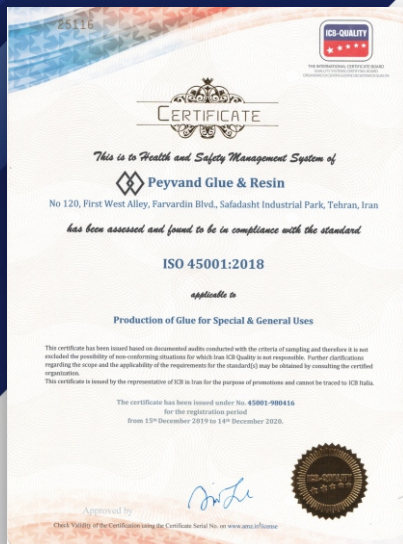 25116
ICB-QUALITY
THE INTERNATIONAL CERTIFICATE BOARD
CERTIFICATE
This is to Health and Safety Management System of
Peyvand Glue & Resin
No 120, First West Alley, Farvardin Blvd., Safadasht Industrial Park, Tehran, Iran
has been assessed and found to be in compliance with the standard
ISO 45001:2018
applicable to
Production of Glue for Special & General Uses
This certificate has been issued based on documented audits conducted with the criteria of sampling and therefore it is not
excluded the possibility of non-conforming situations for which Iran ICB Quality is not responsible. Further clarifications
regarding the scope and the applicability of the requirements for the standard(s) may be obtained by consulting the certified
organization.
This certificate is issued by the representative of ICB in Iran for the purpose of promotions and cannot be traced to ICB Italia.
The certificate has been issued under No. 45001-980416
for the registration period
from 15th December 2019 to 14th December 2020.
ICB-QUALITY
Approved by
Check Validity of the Certification using the Certificate Serial No. on